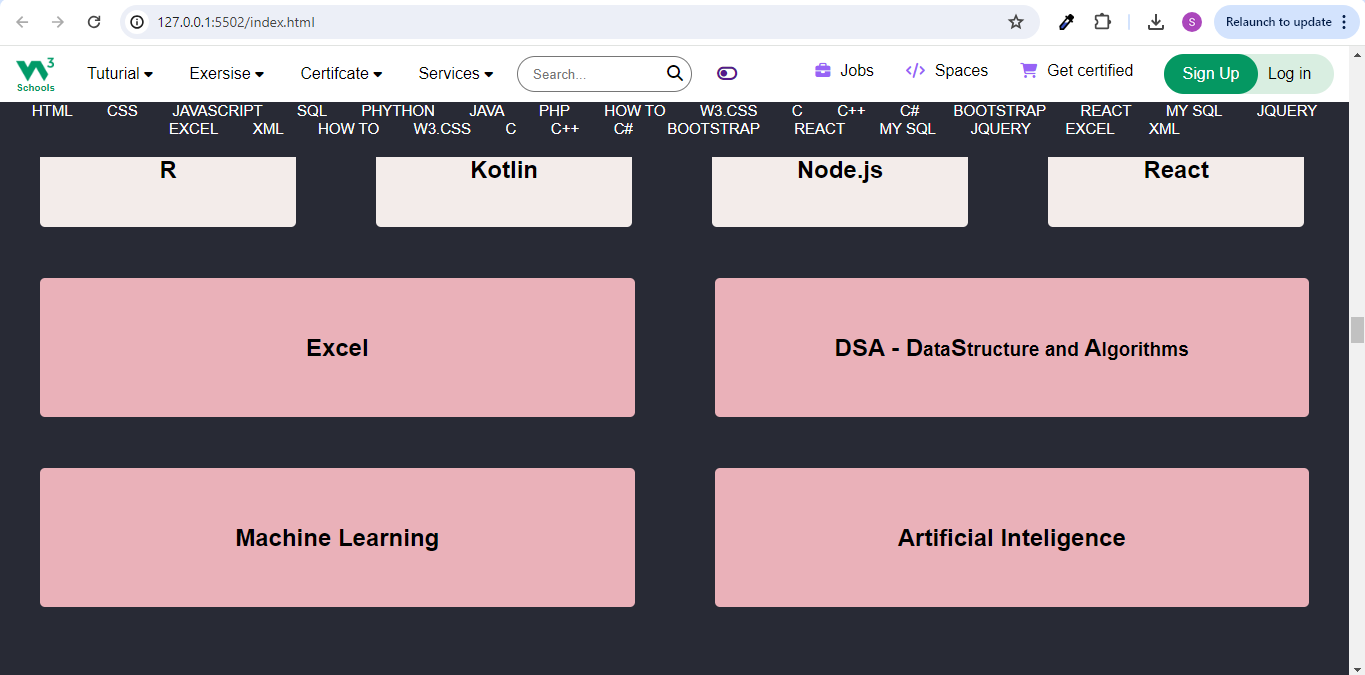 127.0.0.1:5502/index.html Relaunch to update S
3
Schools
Tuturial Exersise Certifcate Services Search... Jobs Spaces Get certified Sign Up Log in
HTML CSS JAVASCRIPT SQL PHYTHON JAVA PHP HOW TO W3.CSS C C++ C# BOOTSTRAP REACT MY SQL JQUERY
EXCEL XML HOW TO W3.CSS C C++ C# BOOTSTRAP REACT MY SQL JQUERY EXCEL XML
R Kotlin Node.js React
Excel DSA - DataStructure and Algorithms
Machine Learning Artificial Inteligence